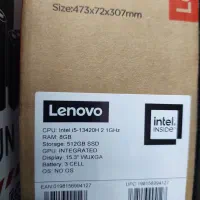 Size:473x72x307mm
Lenovo
intel
INSIDE
CPU: Intel i5-13420H 2.1GHz
RAM: 8GB
Storage: 512GB SSD
GPU: INTEGRATED
Display: 15.3" WUXGA
Battery: 3 CELL
OS: NO OS